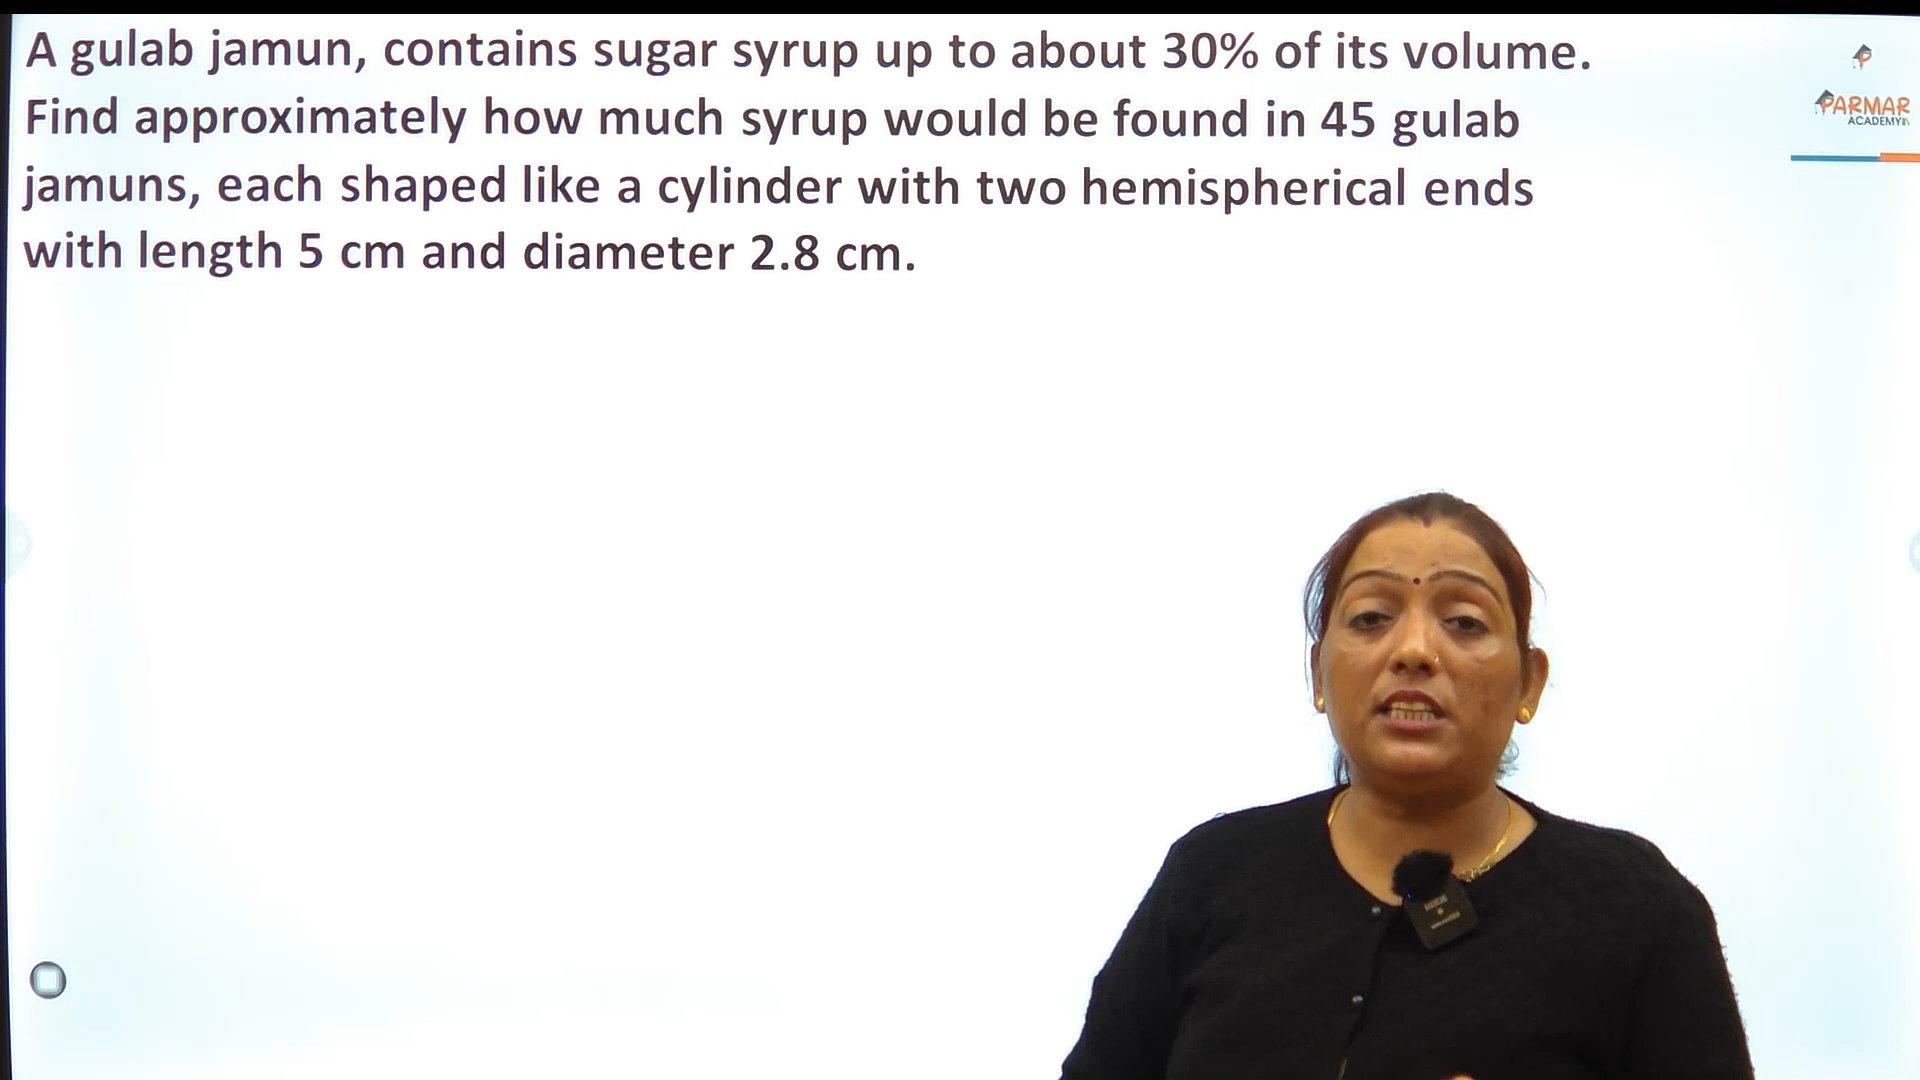 A gulab jamun, contains sugar syrup up to about 30% of its volume.
Find approximately how much syrup would be found in 45 gulab
jamuns, each shaped like a cylinder with two hemispherical ends
with length 5 cm and diameter 2.8 cm.
PARMAR
ACADEMY